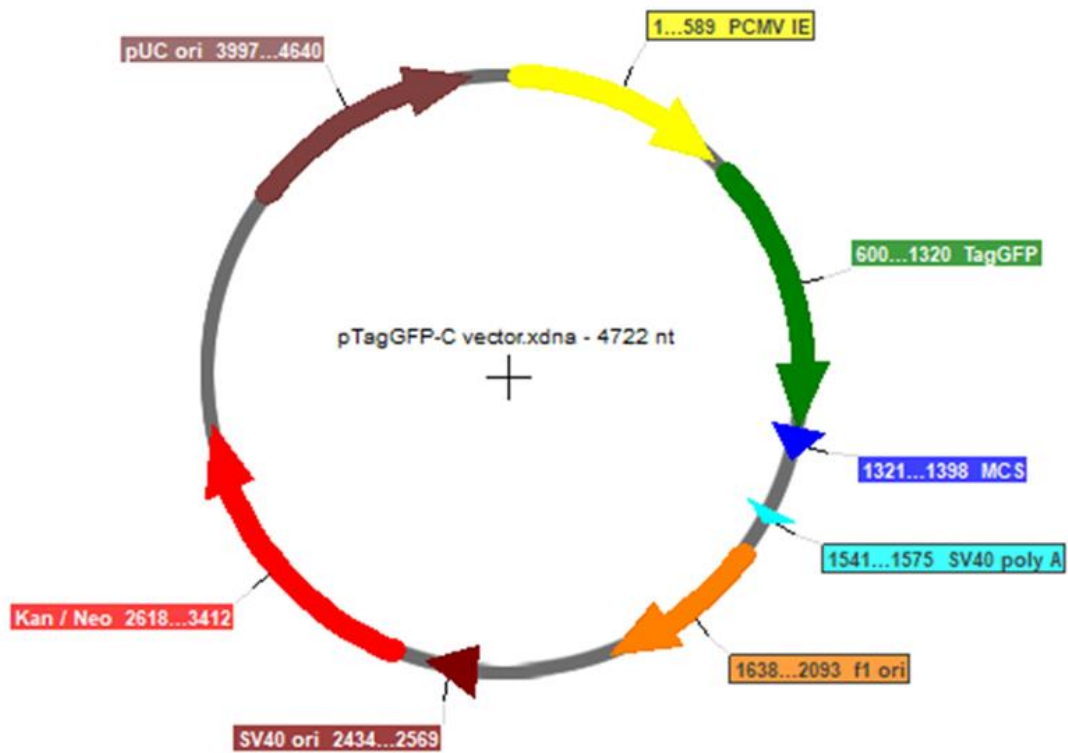 1...589 PCMV IE
pUC ori 3997...4640
600...1320 TagGFP
pTagGFP-C vector.xdna - 4722 nt
1321...1398 MCS
1541...1575 SV40 poly A
Kan / Neo 2618...3412
1638...2093 f1 ori
SV40 ori 2434...2569